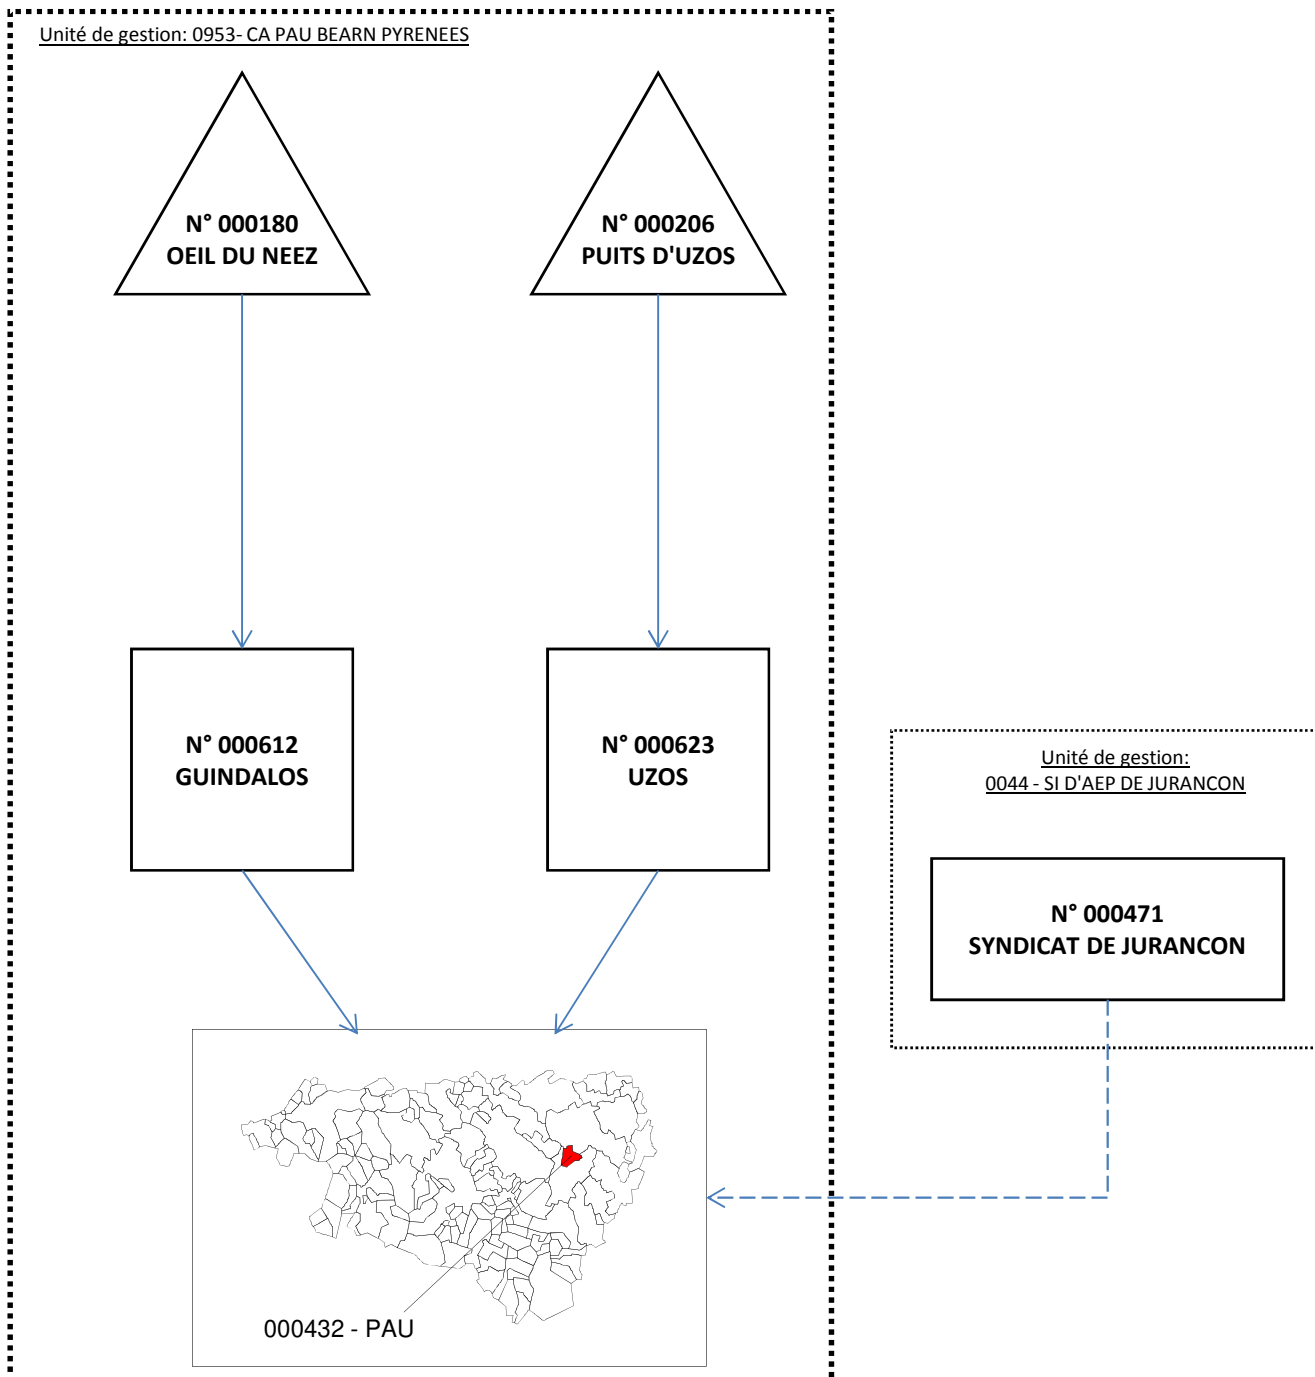 Unité de gestion: 0953- CA PAU BEARN PYRENEES
N° 000180
OEIL DU NEEZ
N° 000206
PUITS D'UZOS
N° 000612
GUINDALOS
N° 000623
UZOS
Unité de gestion:
0044 - SI D'AEP DE JURANCON
N° 000471
SYNDICAT DE JURANCON
000432 - PAU